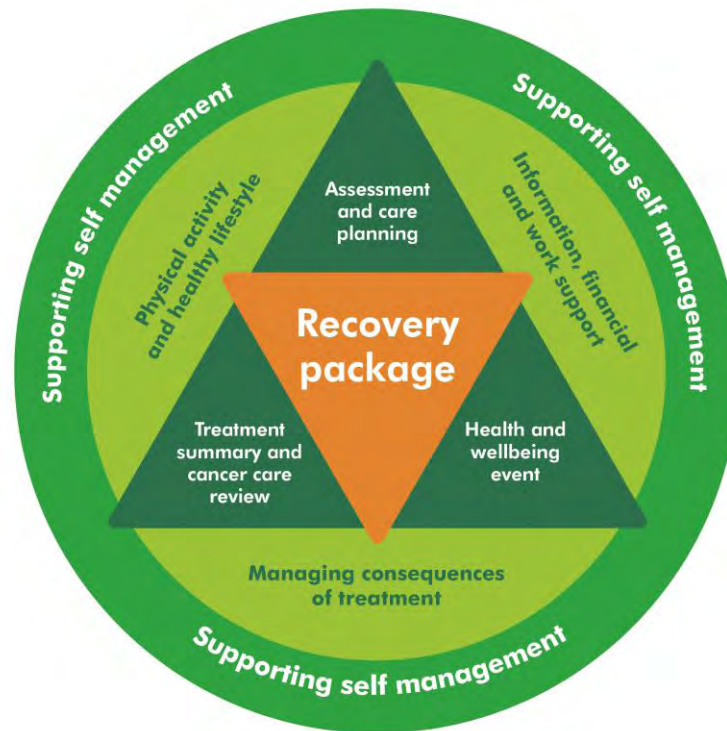 Supporting self management
Supporting self management
Physical activity
and healthy lifestyle
Information, financial
and work support
Assessment
and care
planning
Recovery
package
Treatment
summary and
cancer care
review
Health and
wellbeing
event
Managing consequences
of treatment
Supporting self management